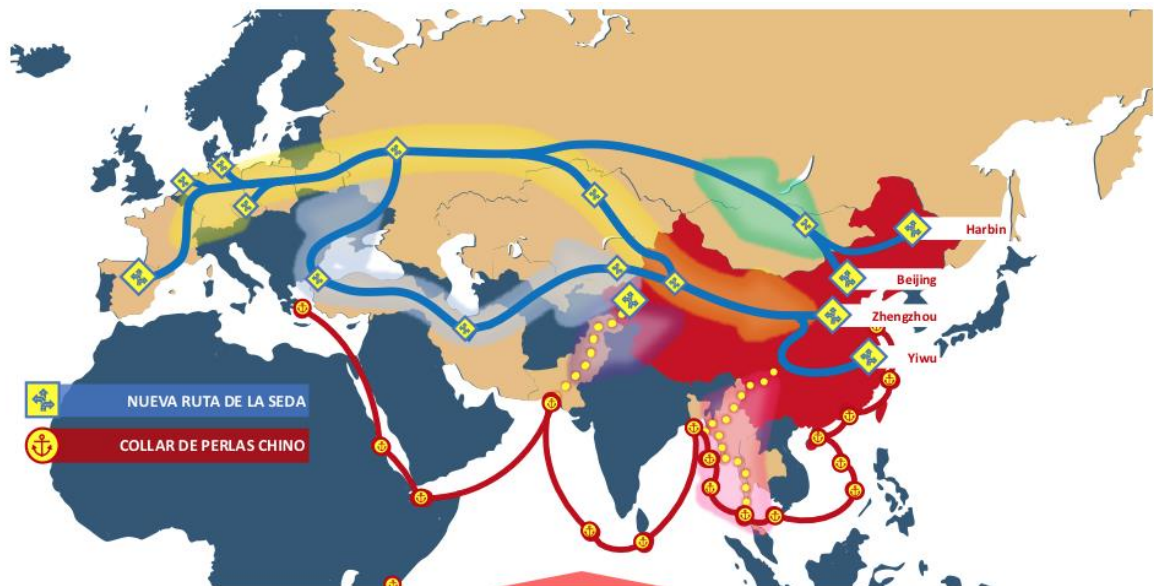 Harbin
Beijing
Zhengzhou
Yiwu
NUEVA RUTA DE LA SEDA
COLLAR DE PERLAS CHINO